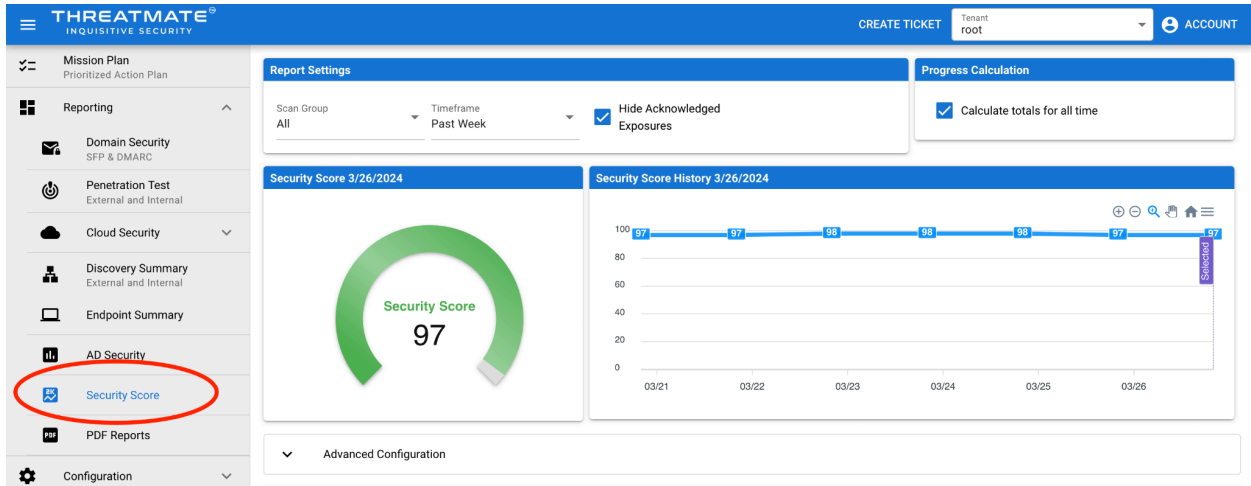 THREATMATE®
INQUISITIVE SECURITY
CREATE TICKET
Tenant
root
ACCOUNT
Mission Plan
Prioritized Action Plan
Reporting
Domain Security
SFP & DMARC
Penetration Test
External and Internal
Cloud Security
Discovery Summary
External and Internal
Endpoint Summary
AD Security
Security Score
PDF
PDF Reports
Configuration
Report Settings
Scan Group
All
Timeframe
Past Week
Hide Acknowledged
Exposures
Progress Calculation
Calculate totals for all time
Security Score 3/26/2024
Security Score
97
Security Score History 3/26/2024
100
80
60
40
20
0
97
97
98
98
98
97
97
Selected
03/21
03/22
03/23
03/24
03/25
03/26
Advanced Configuration